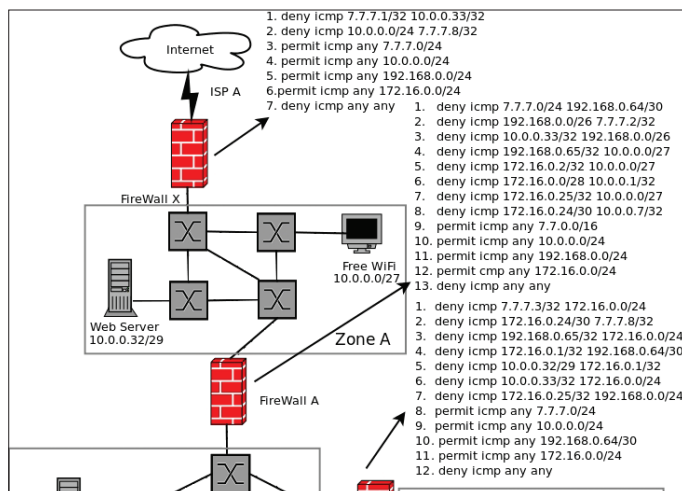 Internet
ISP A
1. deny icmp 7.7.7.1/32 10.0.0.33/32
2. deny icmp 10.0.0.0/24 7.7.7.8/32
3. permit icmp any 7.7.7.0/24
4. permit icmp any 10.0.0.0/24
5. permit icmp any 192.168.0.0/24
6.permit icmp any 172.16.0.0/24
7. deny icmp any any
FireWall X
Free WiFi
10.0.0.0/27
Web Server
10.0.0.32/29
Zone A
1. deny icmp 7.7.7.0/24 192.168.0.64/30
2. deny icmp 192.168.0.0/26 7.7.7.2/32
3. deny icmp 10.0.0.33/32 192.168.0.0/26
4. deny icmp 192.168.0.65/32 10.0.0.0/27
5. deny icmp 172.16.0.2/32 10.0.0.0/27
6. deny icmp 172.16.0.0/28 10.0.0.1/32
7. deny icmp 172.16.0.25/32 10.0.0.0/27
8. deny icmp 172.16.0.24/30 10.0.0.7/32
9. permit icmp any 7.7.0.0/16
10. permit icmp any 10.0.0.0/24
11. permit icmp any 192.168.0.0/24
12. permit cmp any 172.16.0.0/24
13. deny icmp any any
FireWall A
1. deny icmp 7.7.7.3/32 172.16.0.0/24
2. deny icmp 172.16.0.24/30 7.7.7.8/32
3. deny icmp 192.168.0.65/32 172.16.0.0/24
4. deny icmp 172.16.0.1/32 192.168.0.64/30
5. deny icmp 10.0.0.32/29 172.16.0.1/32
6. deny icmp 10.0.0.33/32 172.16.0.0/24
7. deny icmp 172.16.0.25/32 192.168.0.0/24
8. permit icmp any 7.7.7.0/24
9. permit icmp any 10.0.0.0/24
10. permit icmp any 192.168.0.64/30
11. permit icmp any 172.16.0.0/24
12. deny icmp any any